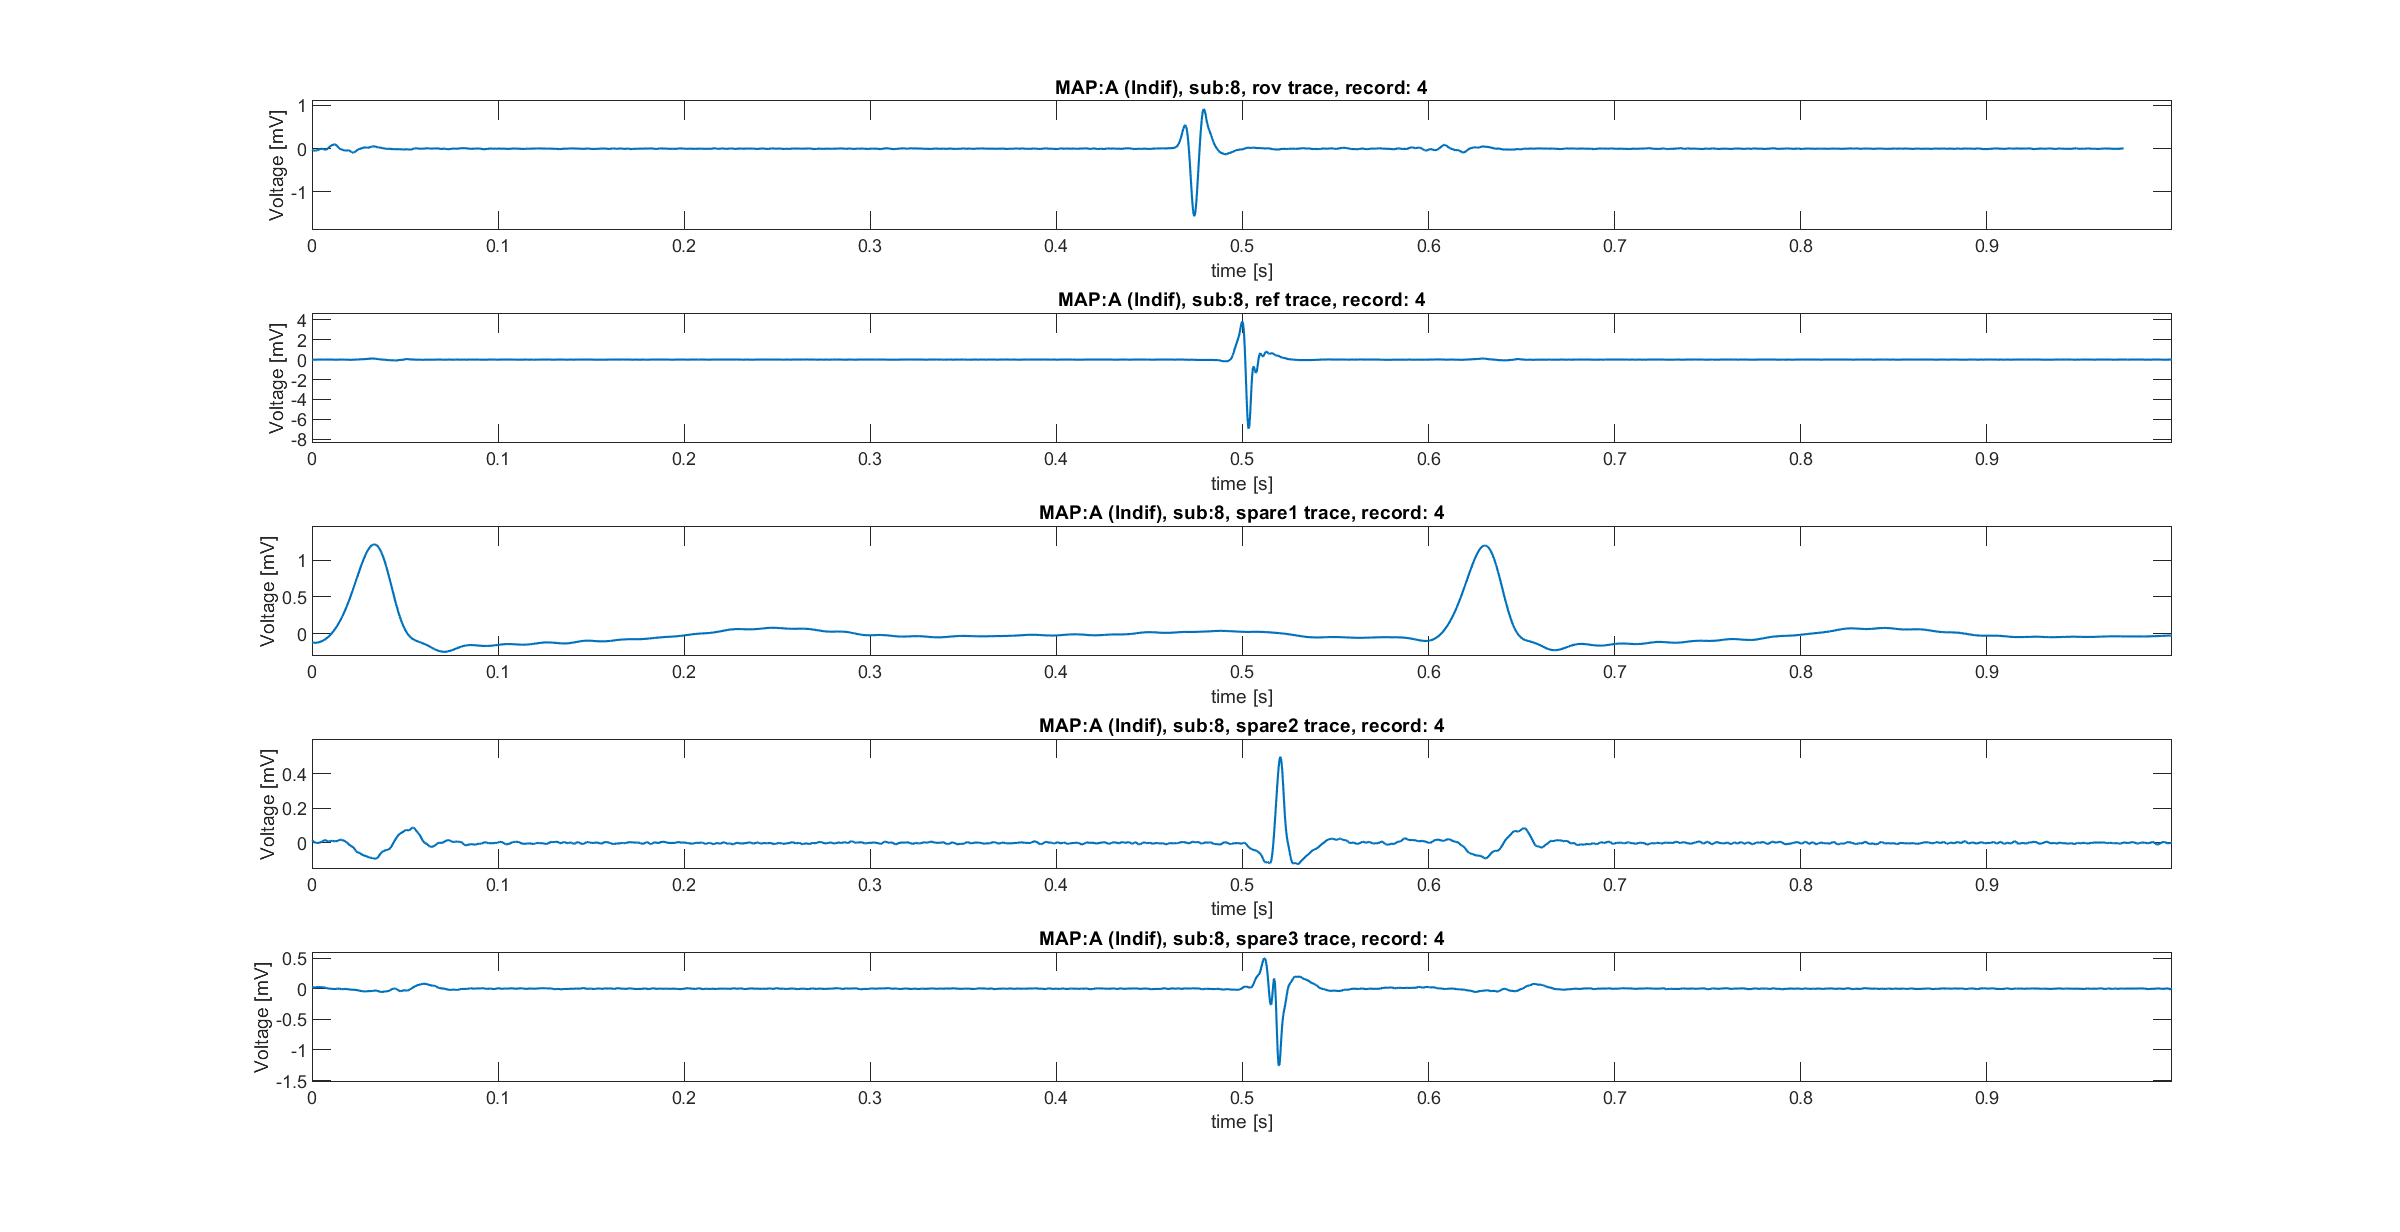 MAP:A (Indif), sub:8, rov trace, record: 4
Voltage [mV]
1
0
-1
0 0.1 0.2 0.3 0.4 0.5 0.6 0.7 0.8 0.9
time [s]
MAP:A (Indif), sub:8, ref trace, record: 4
Voltage [mV]
4
2
0
-2
-4
-6
-8
0 0.1 0.2 0.3 0.4 0.5 0.6 0.7 0.8 0.9
time [s]
MAP:A (Indif), sub:8, spare1 trace, record: 4
Voltage [mV]
1
0.5
0
0 0.1 0.2 0.3 0.4 0.5 0.6 0.7 0.8 0.9
time [s]
MAP:A (Indif), sub:8, spare2 trace, record: 4
Voltage [mV]
0.4
0.2
0
0 0.1 0.2 0.3 0.4 0.5 0.6 0.7 0.8 0.9
time [s]
MAP:A (Indif), sub:8, spare3 trace, record: 4
Voltage [mV]
0.5
0
-0.5
-1
-1.5
0 0.1 0.2 0.3 0.4 0.5 0.6 0.7 0.8 0.9
time [s]